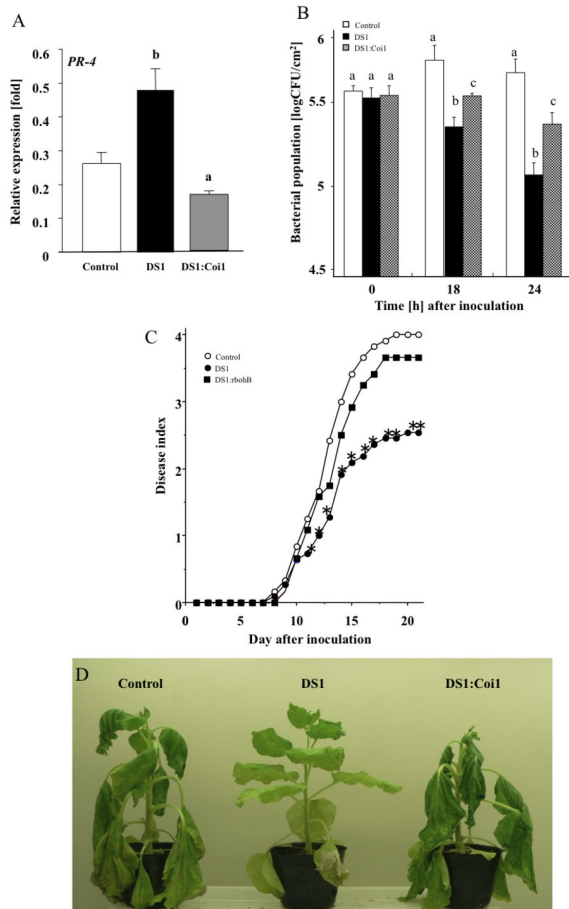 A
PR-4
Relative expression [fold]
0.6
0.4
0.3
0.2
0.1
0
b
a
Control
DS1
DS1:Coi1
B
Control
DS1
DS1:Coi1
Bacterial population [logCFU/cm²]
6
5.5
5
4.5
a a a
a
b
c
a
b
c
0
18
24
Time [h] after inoculation
C
Control
DS1
DS1:rbohB
Disease index
4
3
2
1
0
0 5 10 15 20
Day after inoculation
D
Control
DS1
DS1:Coi1